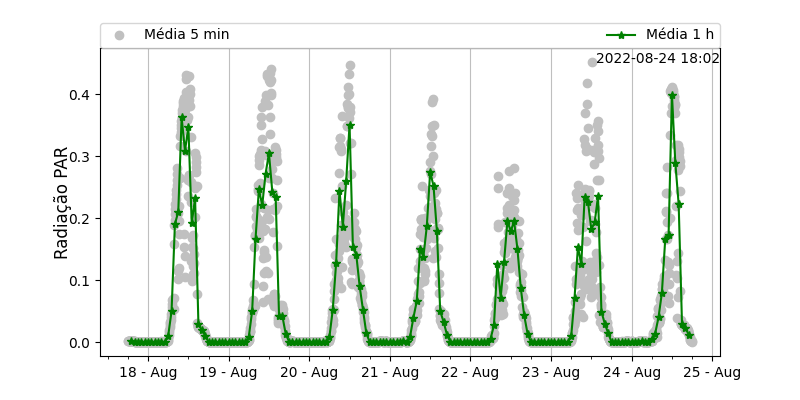 Média 5 min
Média 1 h
2022-08-24 18:02
Radiação PAR
0.4
0.3
0.2
0.1
0.0
18 - Aug
19 - Aug
20 - Aug
21 - Aug
22 - Aug
23 - Aug
24 - Aug
25 - Aug